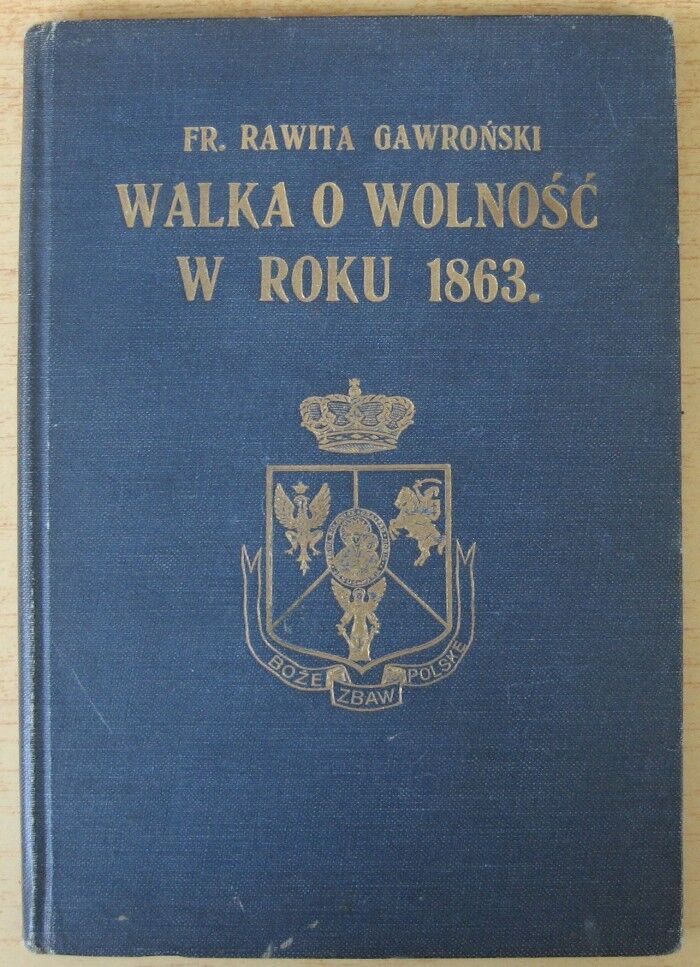 FR. RAWITA GAWROŃSKI
WALKA O WOLNOŚĆ
W ROKU 1863.
BOŻE ZBAW POLSKĘ